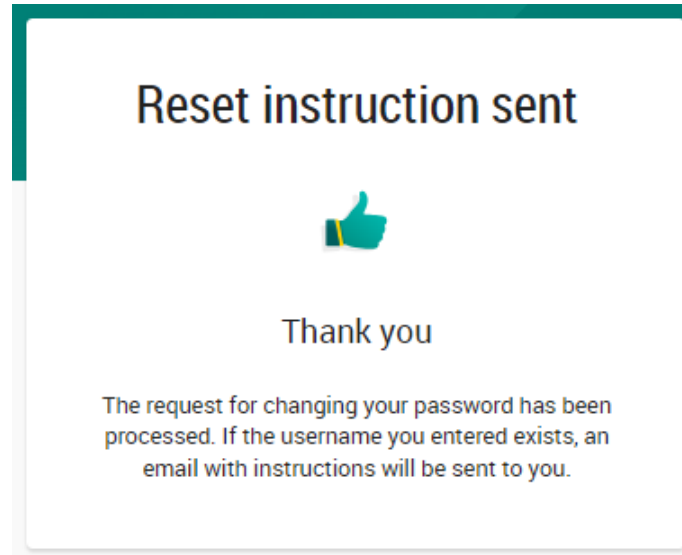 Reset instruction sent
Thank you
The request for changing your password has been
processed. If the username you entered exists, an
email with instructions will be sent to you.